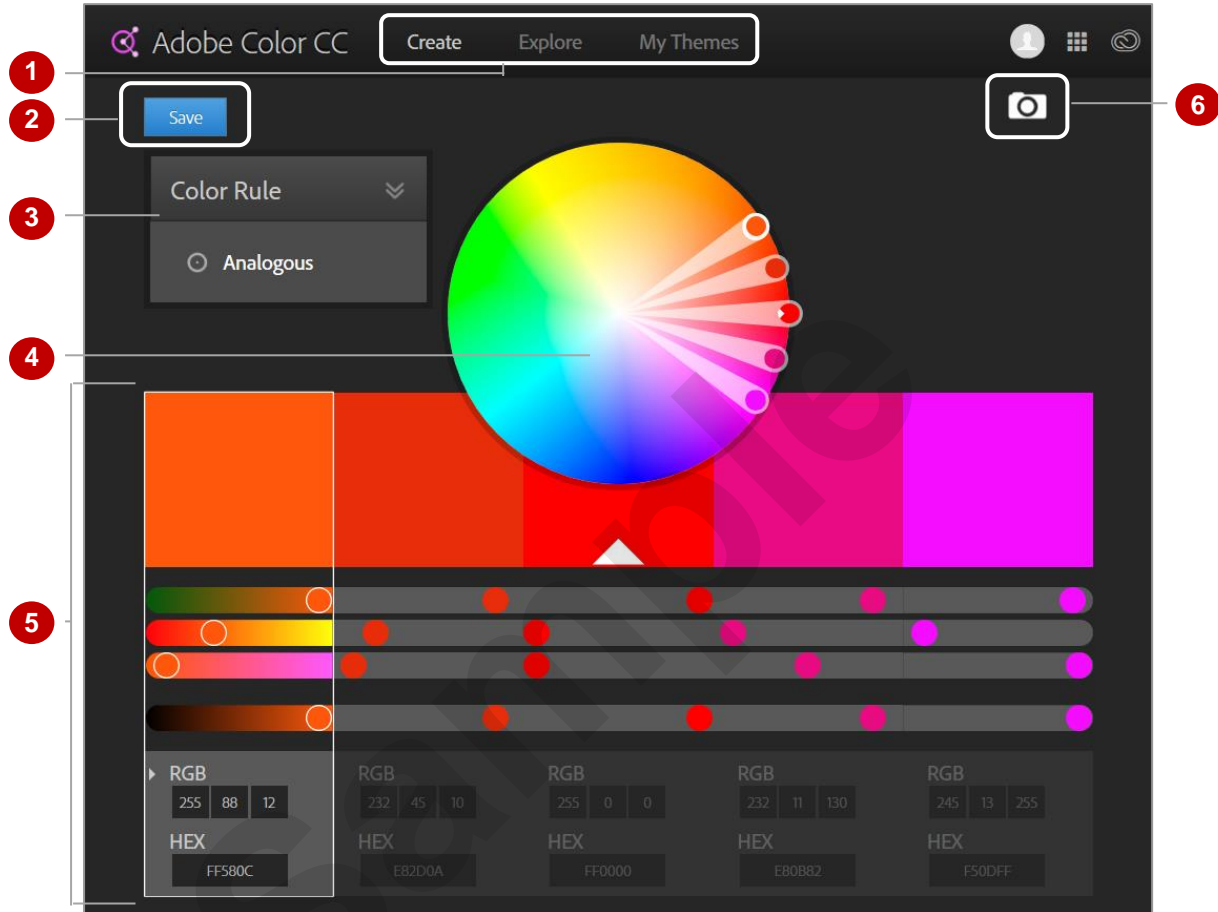 Adobe Color CC Create Explore My Themes
1
2
Save
6
Color Rule
3
Analogous
4
5
RGB RGB RGB RGB RGB
255 88 12 232 45 10 255 0 0 232 11 130 245 13 255
HEX HEX HEX HEX HEX
FF580C E82D0A FF0000 E80B82 F50DFF
Sample